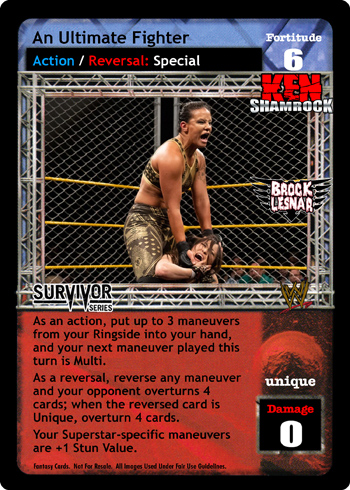 An Ultimate Fighter
Fortitude
6
Action / Reversal: Special
KEN
SHAMROCK
BROCK
LESNAR
SURVIVOR
SERIES
W
As an action, put up to 3 maneuvers
from your Ringside into your hand,
and your next maneuver played this
turn is Multi.
As a reversal, reverse any maneuver
and your opponent overturns 4
cards; when the reversed card is
Unique, overturn 4 cards.
Your Superstar-specific maneuvers
are +1 Stun Value.
unique
Damage
0
Fantasy Cards. Not For Resale. All Images Used Under Fair Use Guidelines.